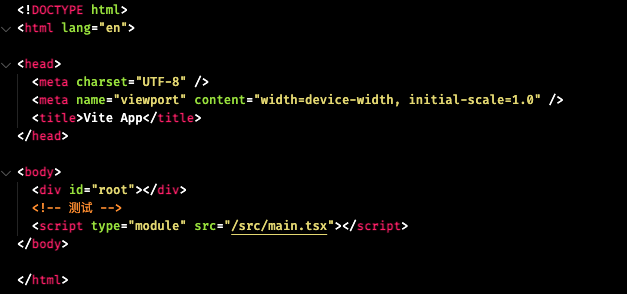 <!DOCTYPE html>
<html lang="en">
<head>
<meta charset="UTF-8" />
<meta name="viewport" content="width=device-width, initial-scale=1.0" />
<title>Vite App</title>
</head>
<body>
<div id="root"></div>
<!-- 测试 -->
<script type="module" src="/src/main.tsx"></script>
</body>
</html>